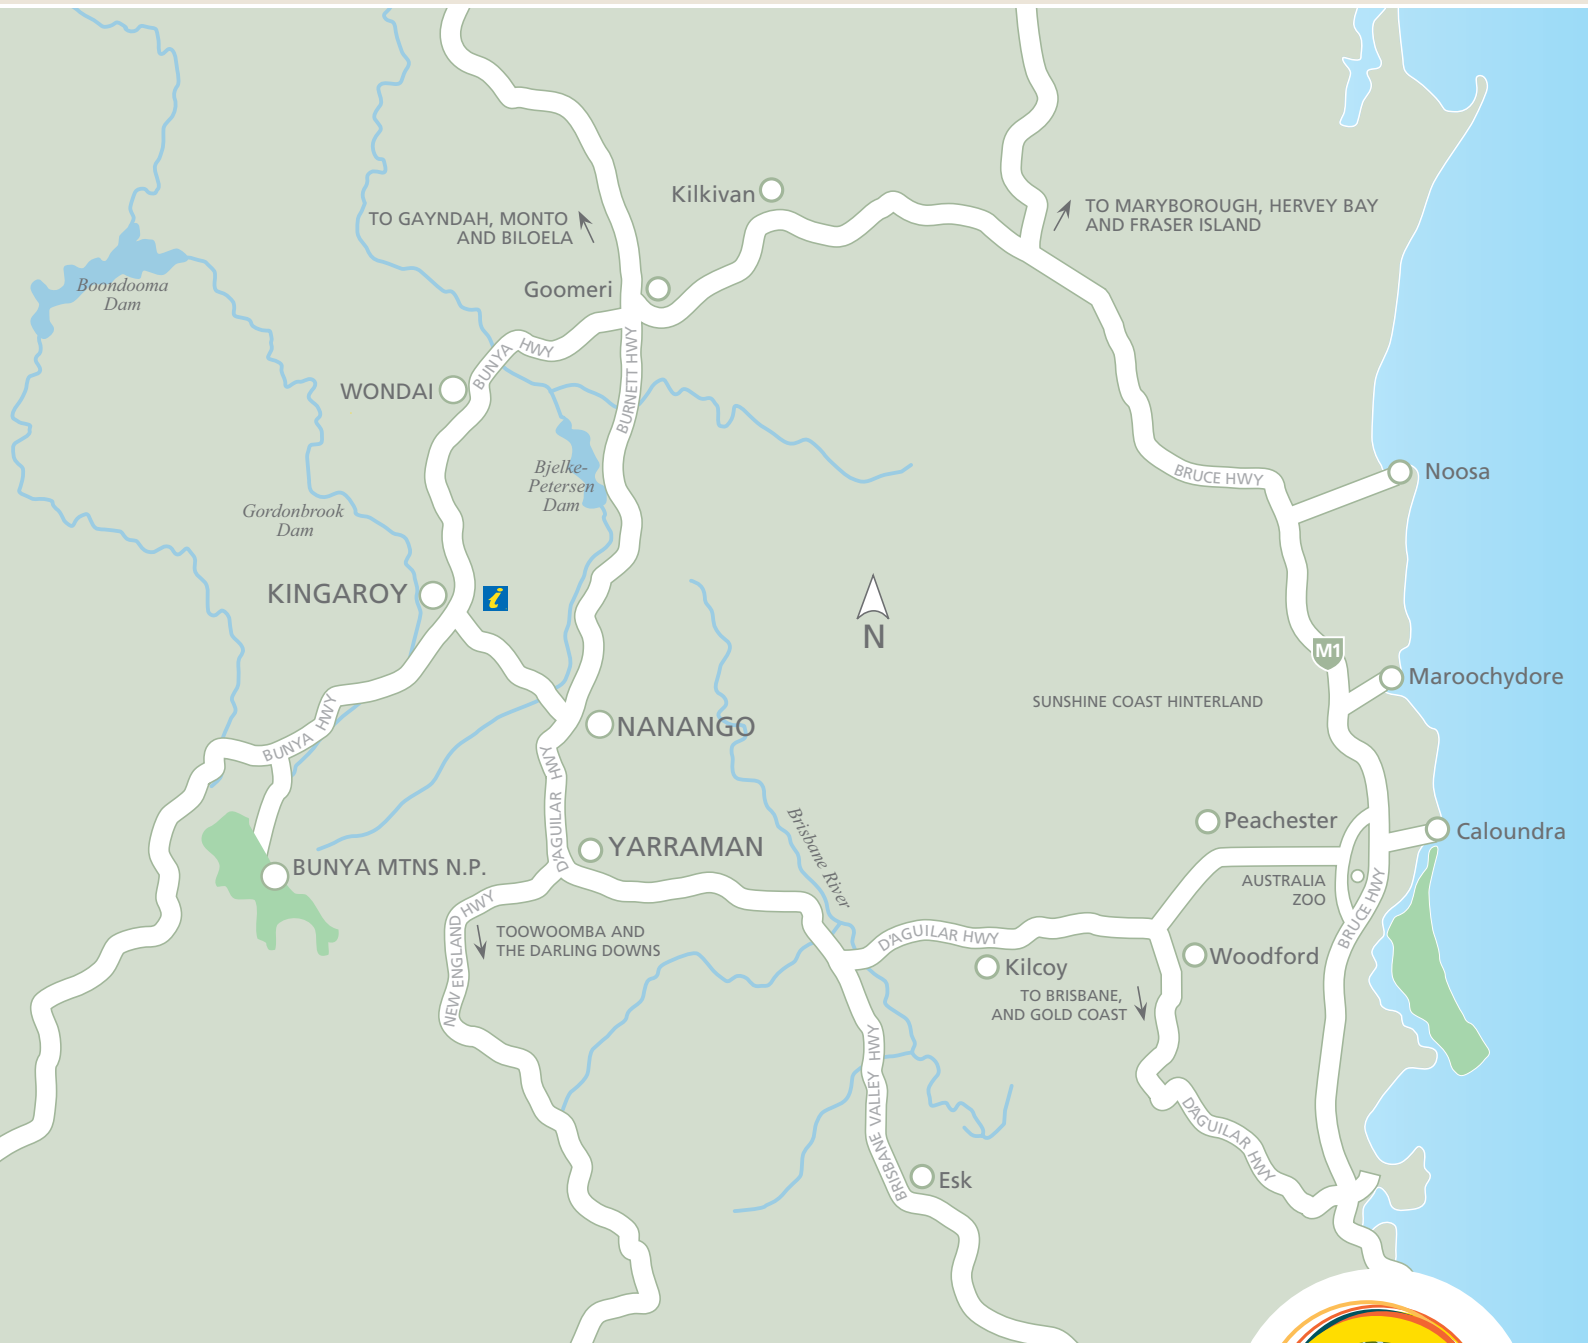 Kilkivan
TO GAYNDAH, MONTO
AND BILOELA
TO MARYBOROUGH, HERVEY BAY
AND FRASER ISLAND
Boondooma
Dam
Goomeri
BUNYA HWY
BURNETT HWY
WONDAI
Bjelke-
Petersen
Dam
BRUCE HWY
Noosa
Gordonbrook
Dam
KINGAROY
i
N
M1
Maroochydore
SUNSHINE COAST HINTERLAND
BUNYA HWY
NANANGO
D'AGUILAR HWY
Brisbane River
Peachester
Caloundra
YARRAMAN
BUNYA MTNS N.P.
AUSTRALIA
ZOO
BRUCE HWY
NEW ENGLAND HWY
TOOWOOMBA AND
THE DARLING DOWNS
D'AGUILAR HWY
Kilcoy
Woodford
TO BRISBANE,
AND GOLD COAST
BRISBANE VALLEY HWY
D'AGUILAR HWY
Esk